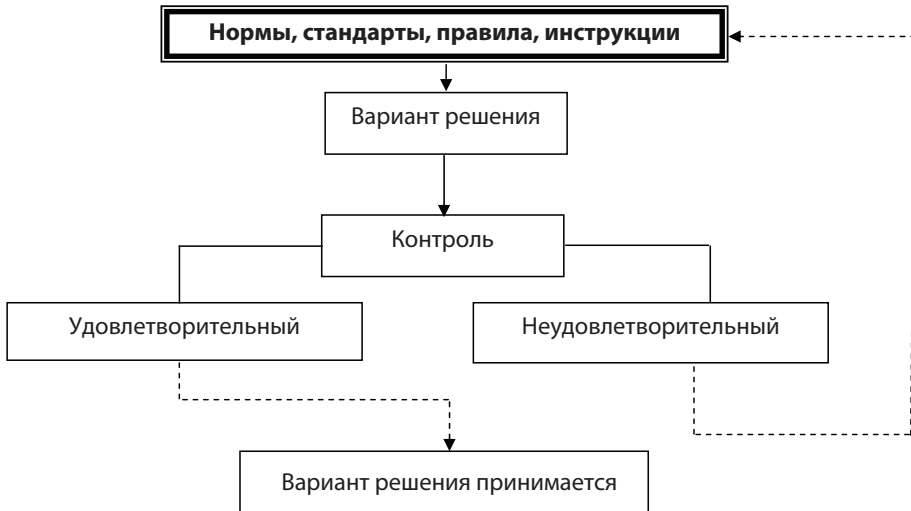 Нормы, стандарты, правила, инструкции
Вариант решения
Контроль
Удовлетворительный
Неудовлетворительный
Вариант решения принимается